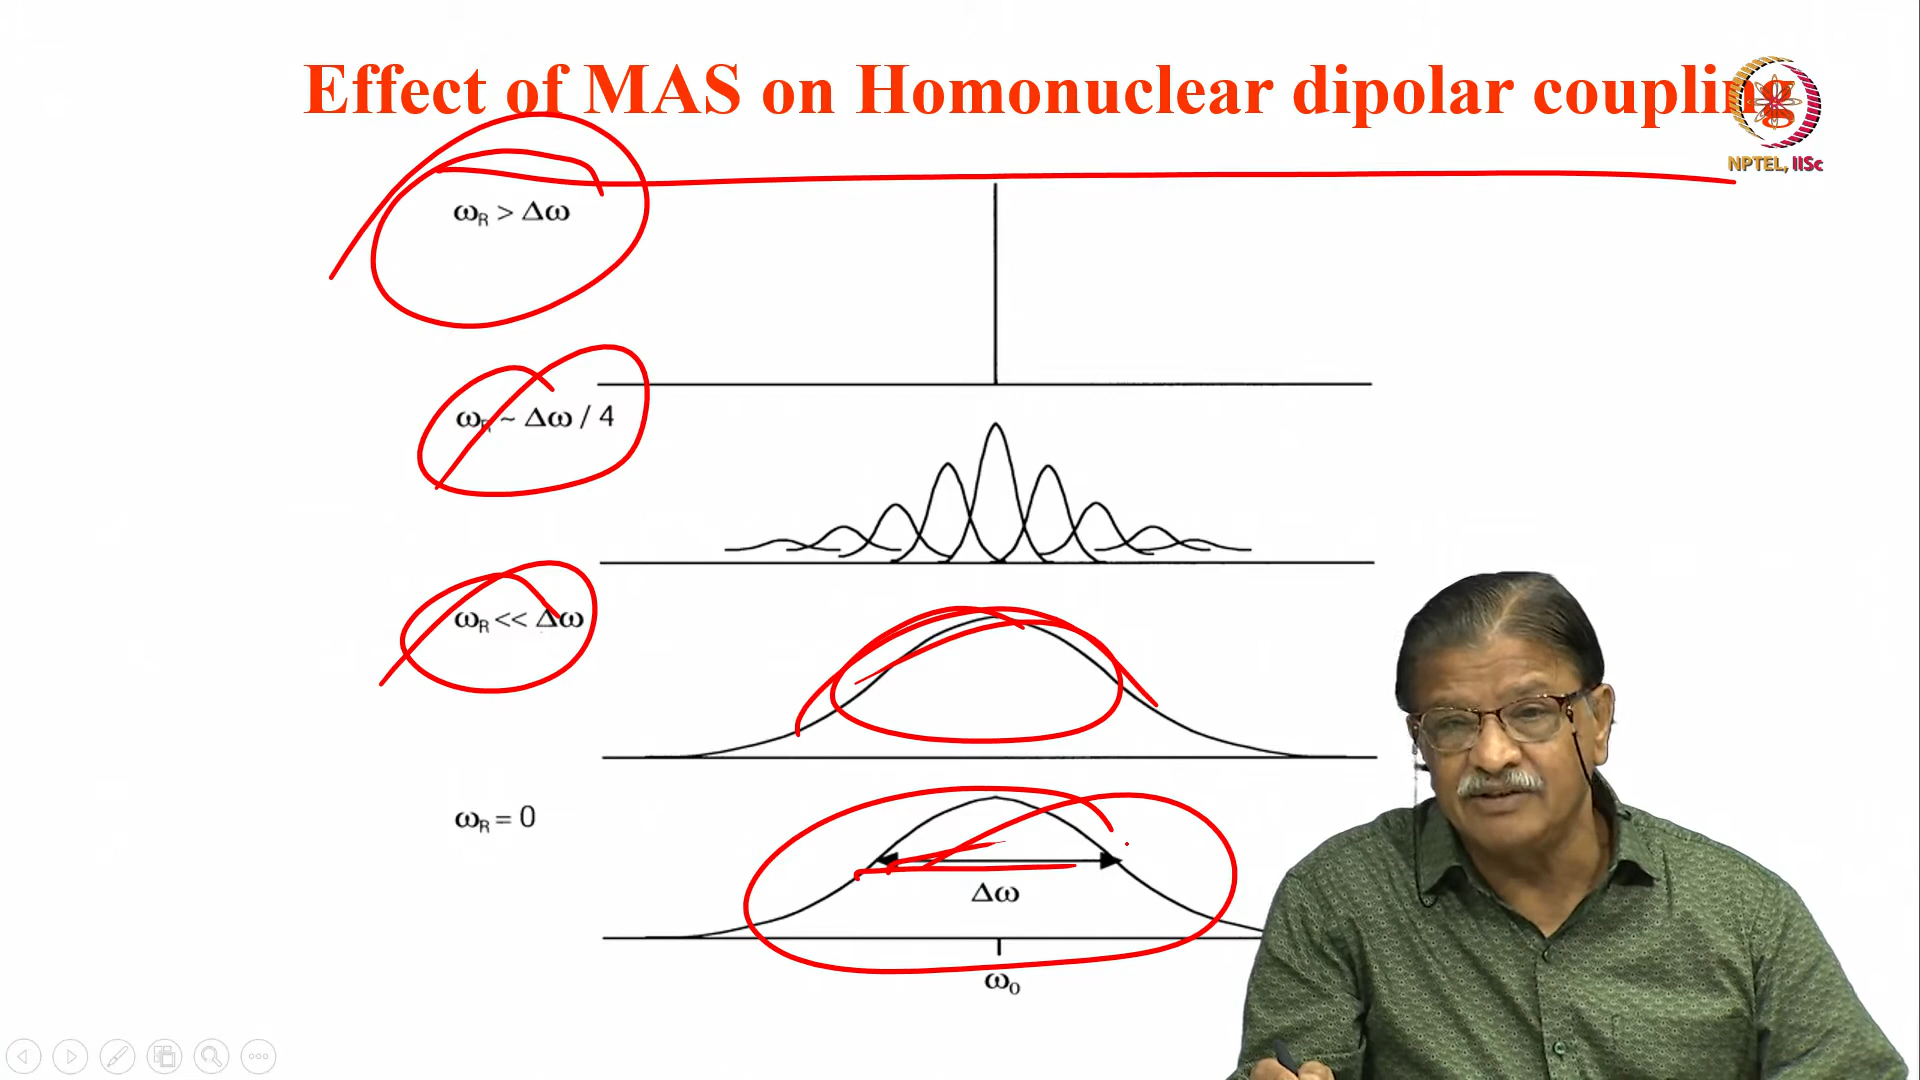 Effect of MAS on Homonuclear dipolar coupling
NPTEL, IISc
ωR > Δω
ωR ~ Δω / 4
ωR << Δω
ωR = 0
Δω
ω0